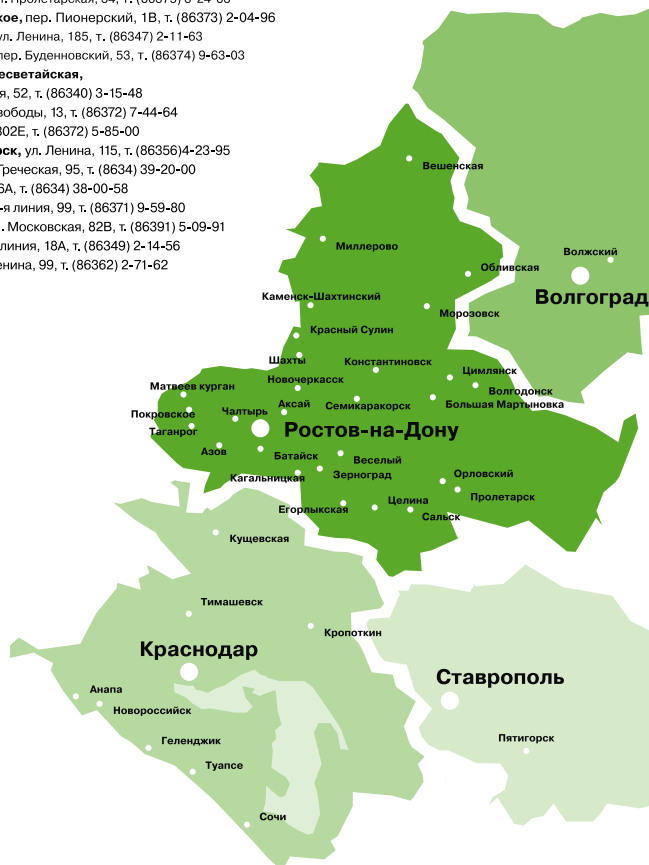 кое, пер. Пионерский, 1В, т. (86373) 2-04-96
ул. Ленина, 185, т. (86347) 2-11-63
пер. Буденновский, 53, т. (86374) 9-63-03
есветайская,
я, 52, т. (86340) 3-15-48
вободы, 13, т. (86372) 7-44-64
302Е, т. (86372) 5-85-00
рск, ул. Ленина, 115, т. (86356)4-23-95
Греческая, 95, т. (8634) 39-20-00
6А, т. (8634) 38-00-58
-я линия, 99, т. (86371) 9-59-80
. Московская, 82В, т. (86391) 5-09-91
линия, 18А, т. (86349) 2-14-56
енина, 99, т. (86362) 2-71-62
Вешенская
Миллерово
Волжский
Обливская
Волгоград
Каменск-Шахтинский
Морозовск
Красный Сулин
Шахты
Константиновск
Цимлянск
Новочеркасск
Матвеев курган
Волгодонск
Аксай
Семикаракорск
Большая Мартыновка
Покровское
Чалтырь
Таганрог
Ростов-на-Дону
Азов
Батайск
Веселый
Кагальницкая
Зерноград
Орловский
Пролетарск
Егорлыкская
Целина
Сальск
Кущевская
Тимашевск
Кропоткин
Краснодар
Ставрополь
Анапа
Новороссийск
Пятигорск
Геленджик
Туапсе
Сочи